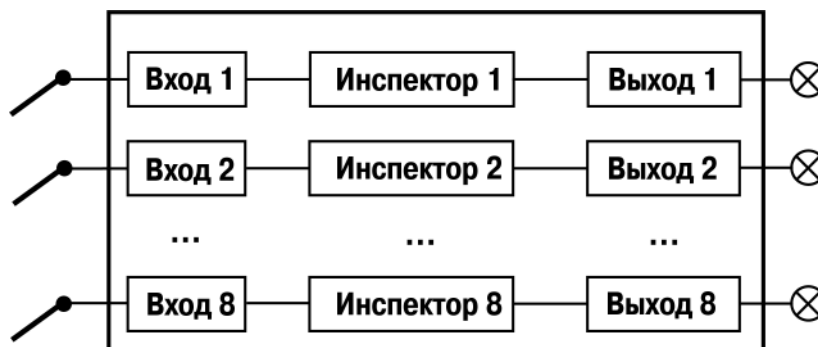 Вход 1 Инспектор 1 Выход 1
Вход 2 Инспектор 2 Выход 2
... ... ...
Вход 8 Инспектор 8 Выход 8